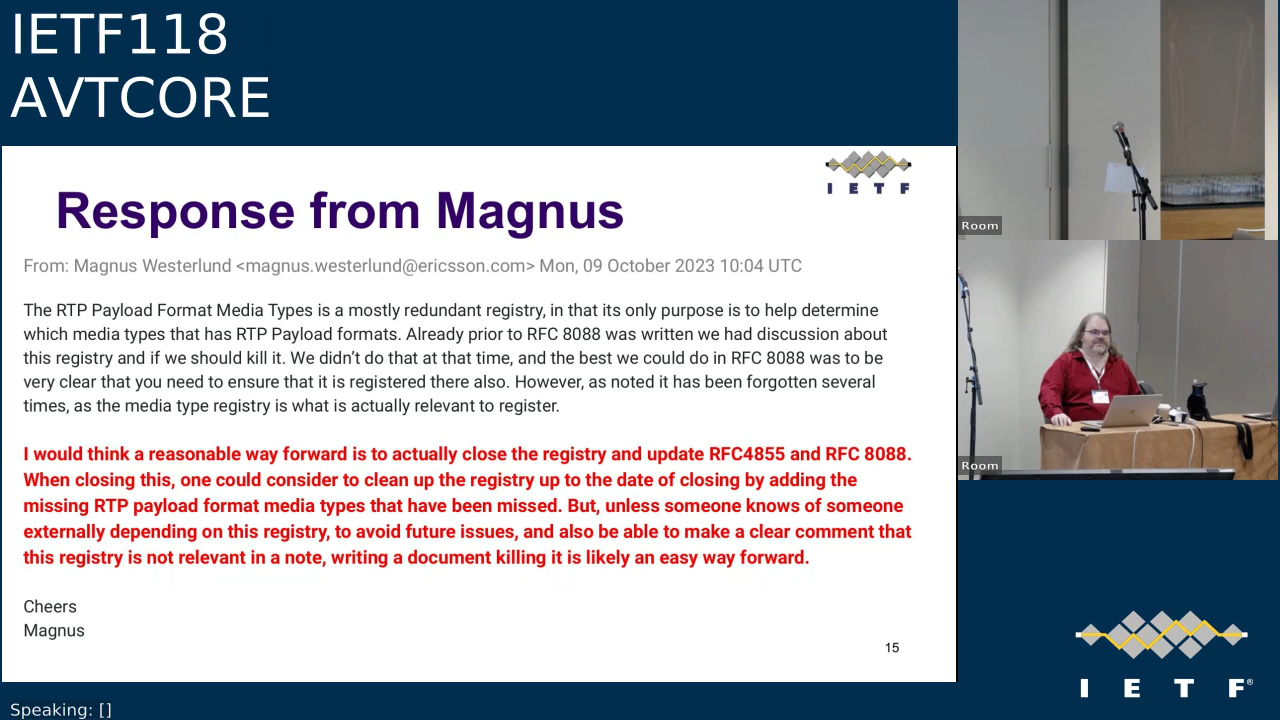 IETF118
AVTCORE
I E T F
Response from Magnus
From: Magnus Westerlund <magnus.westerlund@ericsson.com> Mon, 09 October 2023 10:04 UTC
The RTP Payload Format Media Types is a mostly redundant registry, in that its only purpose is to help determine
which media types that has RTP Payload formats. Already prior to RFC 8088 was written we had discussion about
this registry and if we should kill it. We didn’t do that at that time, and the best we could do in RFC 8088 was to be
very clear that you need to ensure that it is registered there also. However, as noted it has been forgotten several
times, as the media type registry is what is actually relevant to register.
I would think a reasonable way forward is to actually close the registry and update RFC4855 and RFC 8088.
When closing this, one could consider to clean up the registry up to the date of closing by adding the
missing RTP payload format media types that have been missed. But, unless someone knows of someone
externally depending on this registry, to avoid future issues, and also be able to make a clear comment that
this registry is not relevant in a note, writing a document killing it is likely an easy way forward.
Cheers
Magnus
15
Room
Room
I E T F®
Speaking: []